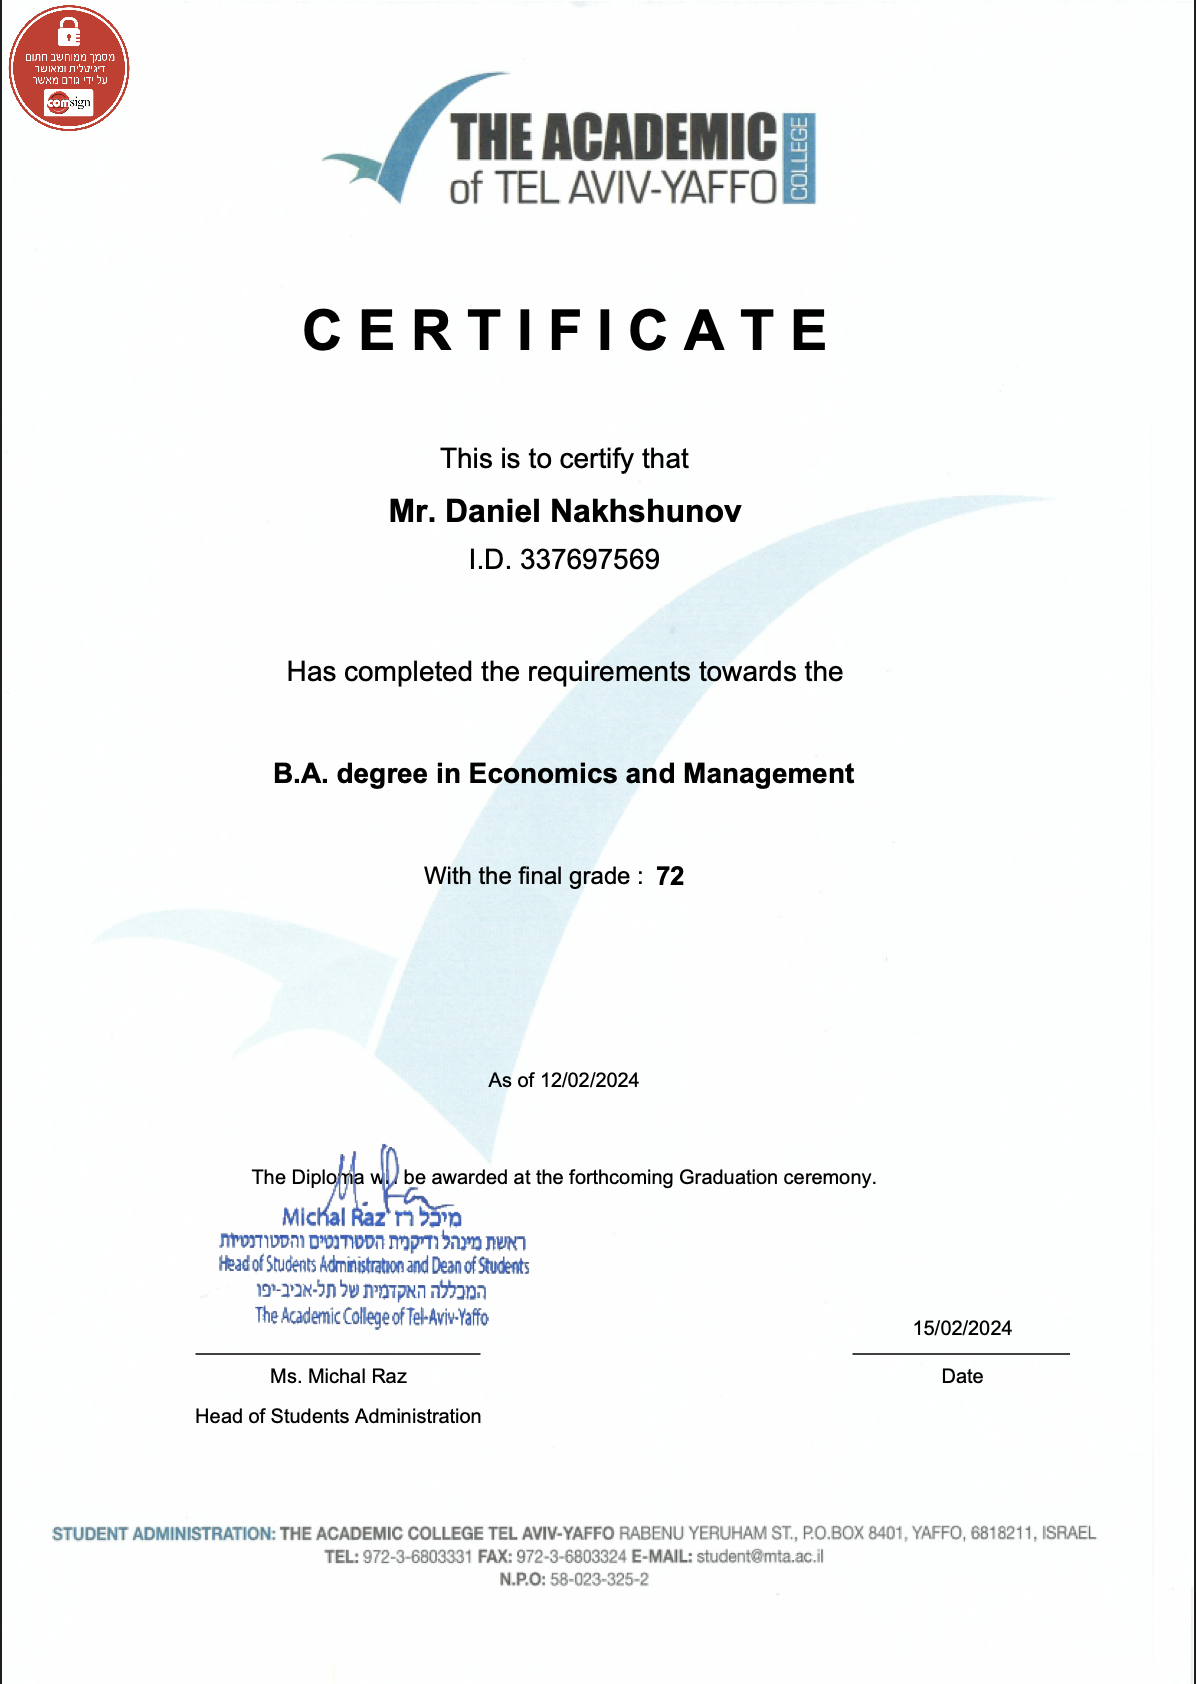 מסמך ממוחשב חתום
דיגיטלית ומאושר
על ידי גורם מאשר
comsign
THE ACADEMIC
of TEL AVIV-YAFFO
COLLEGE
CERTIFICATE
This is to certify that
Mr. Daniel Nakhshunov
I.D. 337697569
Has completed the requirements towards the
B.A. degree in Economics and Management
With the final grade : 72
As of 12/02/2024
The Diploma w be awarded at the forthcoming Graduation ceremony.
M. Raz
Michal Raz מיכל רז
ראשת מינהל ודיקנית הסטודנטים והסטודנטיות
Head of Students Administration and Dean of Students
המכללה האקדמית של תל-אביב-יפו
The Academic College of Tel-Aviv-Yaffo
15/02/2024
Ms. Michal Raz
Date
Head of Students Administration
STUDENT ADMINISTRATION: THE ACADEMIC COLLEGE TEL AVIV-YAFFO RABENU YERUHAM ST., P.O.BOX 8401, YAFFO, 6818211, ISRAEL
TEL: 972-3-6803331 FAX: 972-3-6803324 E-MAIL: student@mta.ac.il
N.P.O: 58-023-325-2